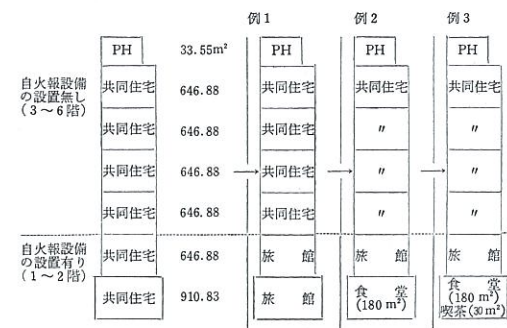 例1 例2 例3
PH 33.55m² PH PH PH
自火報設備
の設置無し
(3～6階)
共同住宅 646.88 共同住宅 共同住宅 共同住宅
共同住宅 646.88 共同住宅 〃 〃
共同住宅 646.88 共同住宅 〃 〃
共同住宅 646.88 共同住宅 〃 〃
自火報設備
の設置有り
(1～2階)
共同住宅 646.88 旅館 旅館 旅館
共同住宅 910.83 旅館 食堂 食堂
(180m²) (180m²)
喫茶(30m²)